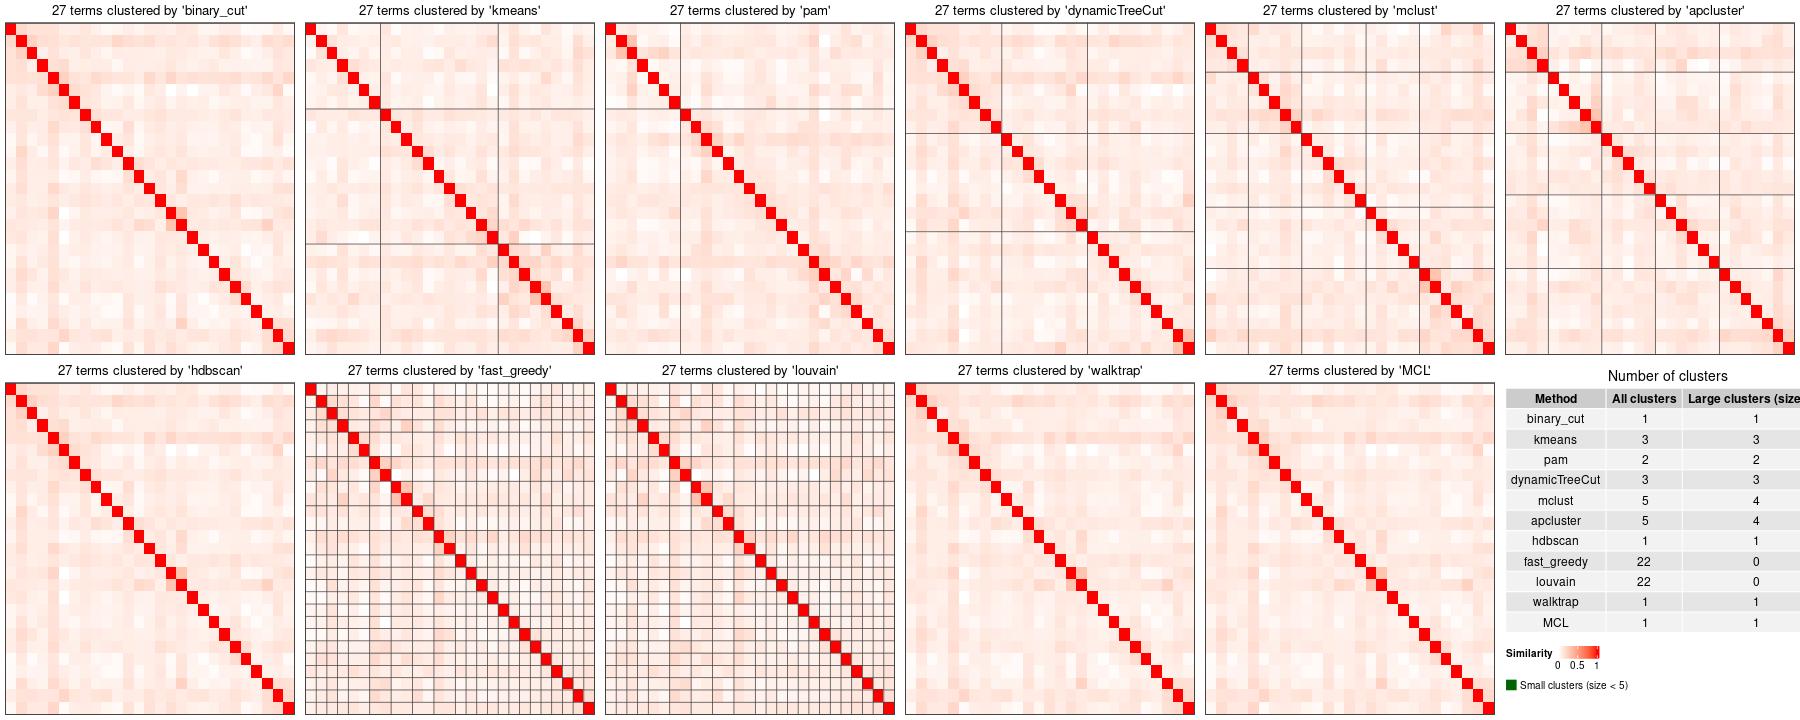 27 terms clustered by 'binary_cut'
27 terms clustered by 'kmeans'
27 terms clustered by 'pam'
27 terms clustered by 'dynamicTreeCut'
27 terms clustered by 'mclust'
27 terms clustered by 'apcluster'
27 terms clustered by 'hdbscan'
27 terms clustered by 'fast_greedy'
27 terms clustered by 'louvain'
27 terms clustered by 'walktrap'
27 terms clustered by 'MCL'
Number of clusters
Method All clusters Large clusters (size
binary_cut 1 1
kmeans 3 3
pam 2 2
dynamicTreeCut 3 3
mclust 5 4
apcluster 5 4
hdbscan 1 1
fast_greedy 22 0
louvain 22 0
walktrap 1 1
MCL 1 1
Similarity
0 0.5 1
Small clusters (size < 5)